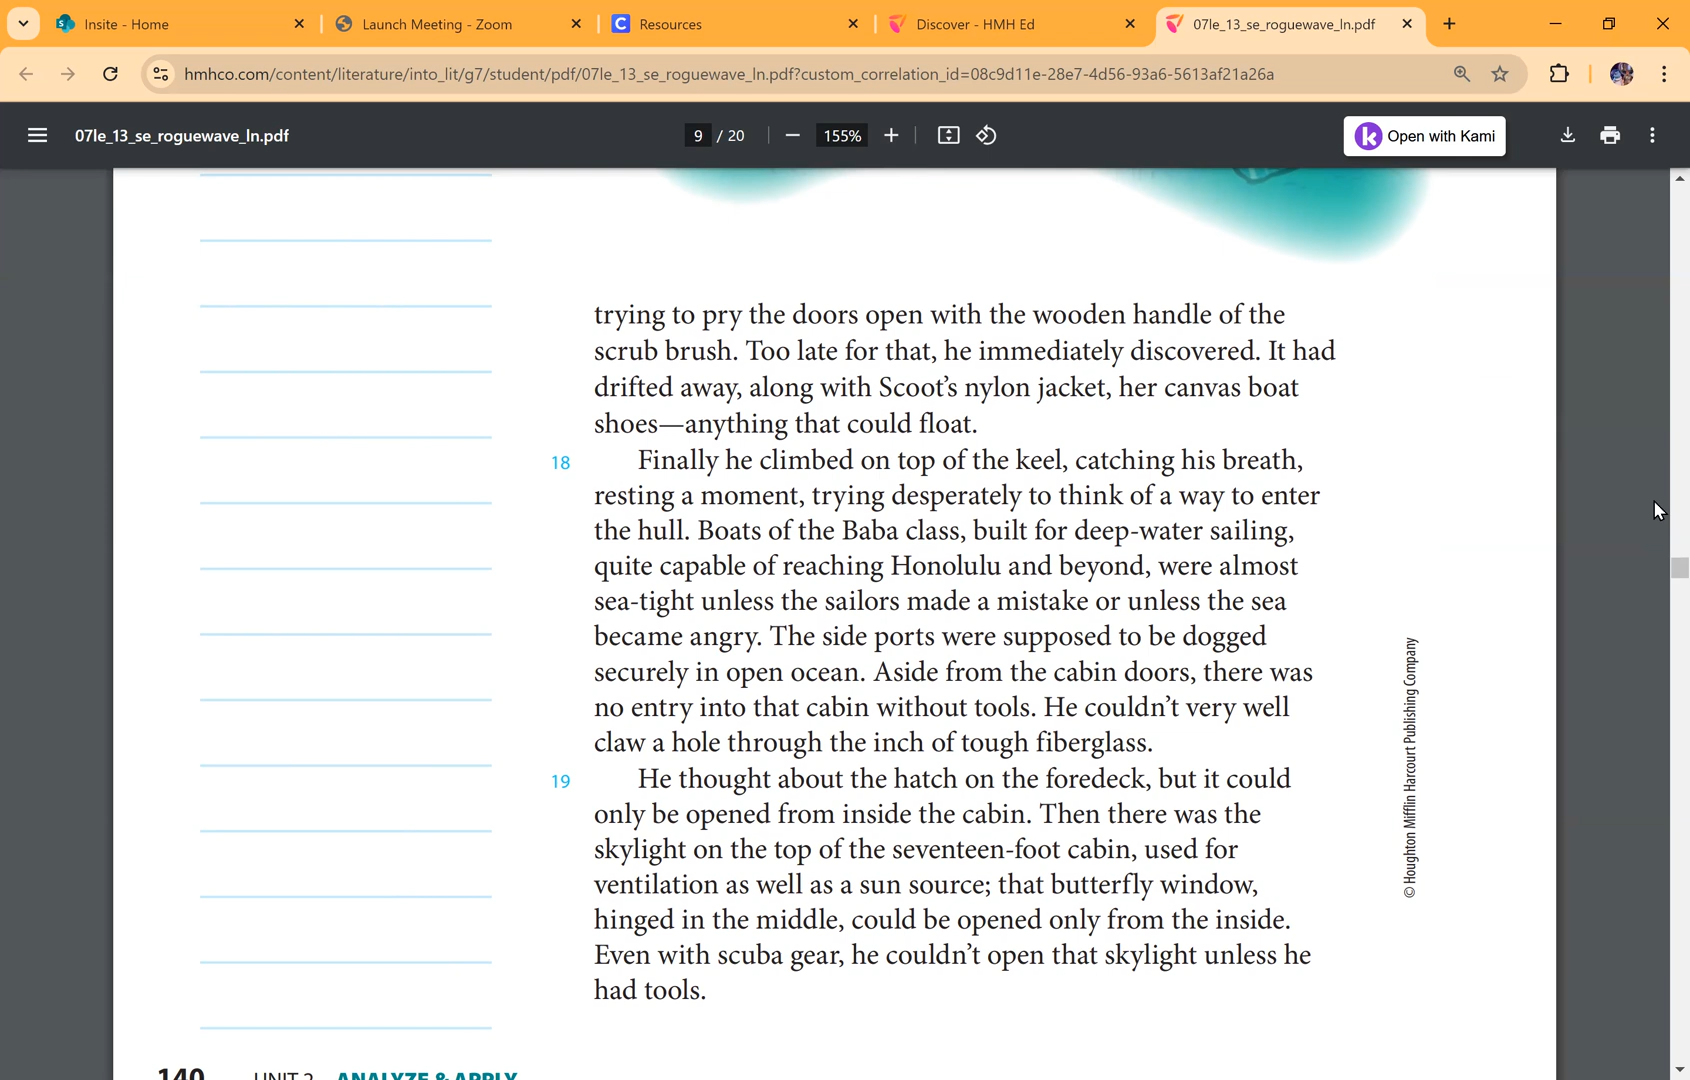 Insite - Home
Launch Meeting - Zoom
Resources
Discover - HMH Ed
07le_13_se_roguewave_ln.pdf
hmhco.com/content/literature/into_lit/g7/student/pdf/07le_13_se_roguewave_ln.pdf?custom_correlation_id=08c9d11e-28e7-4d56-93a6-5613af21a26a
07le_13_se_roguewave_ln.pdf
9 / 20
155%
Open with Kami
trying to pry the doors open with the wooden handle of the
scrub brush. Too late for that, he immediately discovered. It had
drifted away, along with Scoot’s nylon jacket, her canvas boat
shoes—anything that could float.
18 Finally he climbed on top of the keel, catching his breath,
resting a moment, trying desperately to think of a way to enter
the hull. Boats of the Baba class, built for deep-water sailing,
quite capable of reaching Honolulu and beyond, were almost
sea-tight unless the sailors made a mistake or unless the sea
became angry. The side ports were supposed to be dogged
securely in open ocean. Aside from the cabin doors, there was
no entry into that cabin without tools. He couldn’t very well
claw a hole through the inch of tough fiberglass.
19 He thought about the hatch on the foredeck, but it could
only be opened from inside the cabin. Then there was the
skylight on the top of the seventeen-foot cabin, used for
ventilation as well as a sun source; that butterfly window,
hinged in the middle, could be opened only from the inside.
Even with scuba gear, he couldn’t open that skylight unless he
had tools.
© Houghton Mifflin Harcourt Publishing Company
140 UNIT 2 ANALYZE & APPLY